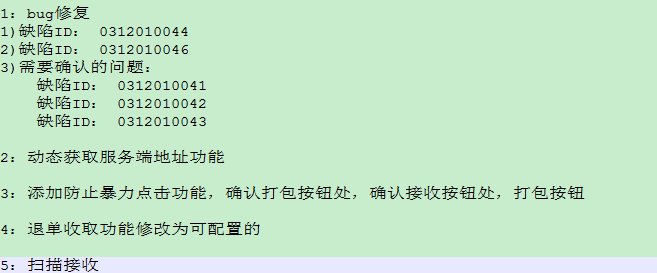 1：bug修复
1)缺陷ID： 0312010044
2)缺陷ID： 0312010046
3)需要确认的问题：
缺陷ID： 0312010041
缺陷ID： 0312010042
缺陷ID： 0312010043
2：动态获取服务端地址功能
3：添加防止暴力点击功能，确认打包按钮处，确认接收按钮处，打包按钮
4：退单收取功能修改为可配置的
5：扫描接收